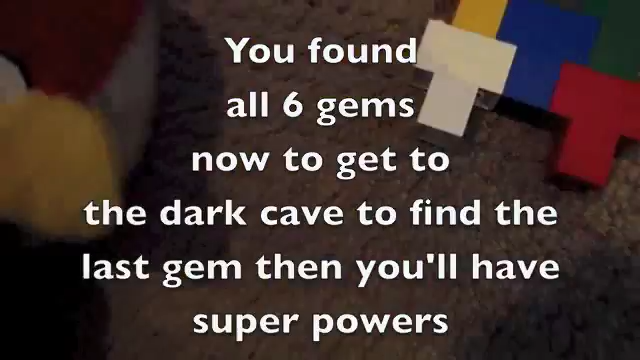 You found
all 6 gems
now to get to
the dark cave to find the
last gem then you'll have
super powers